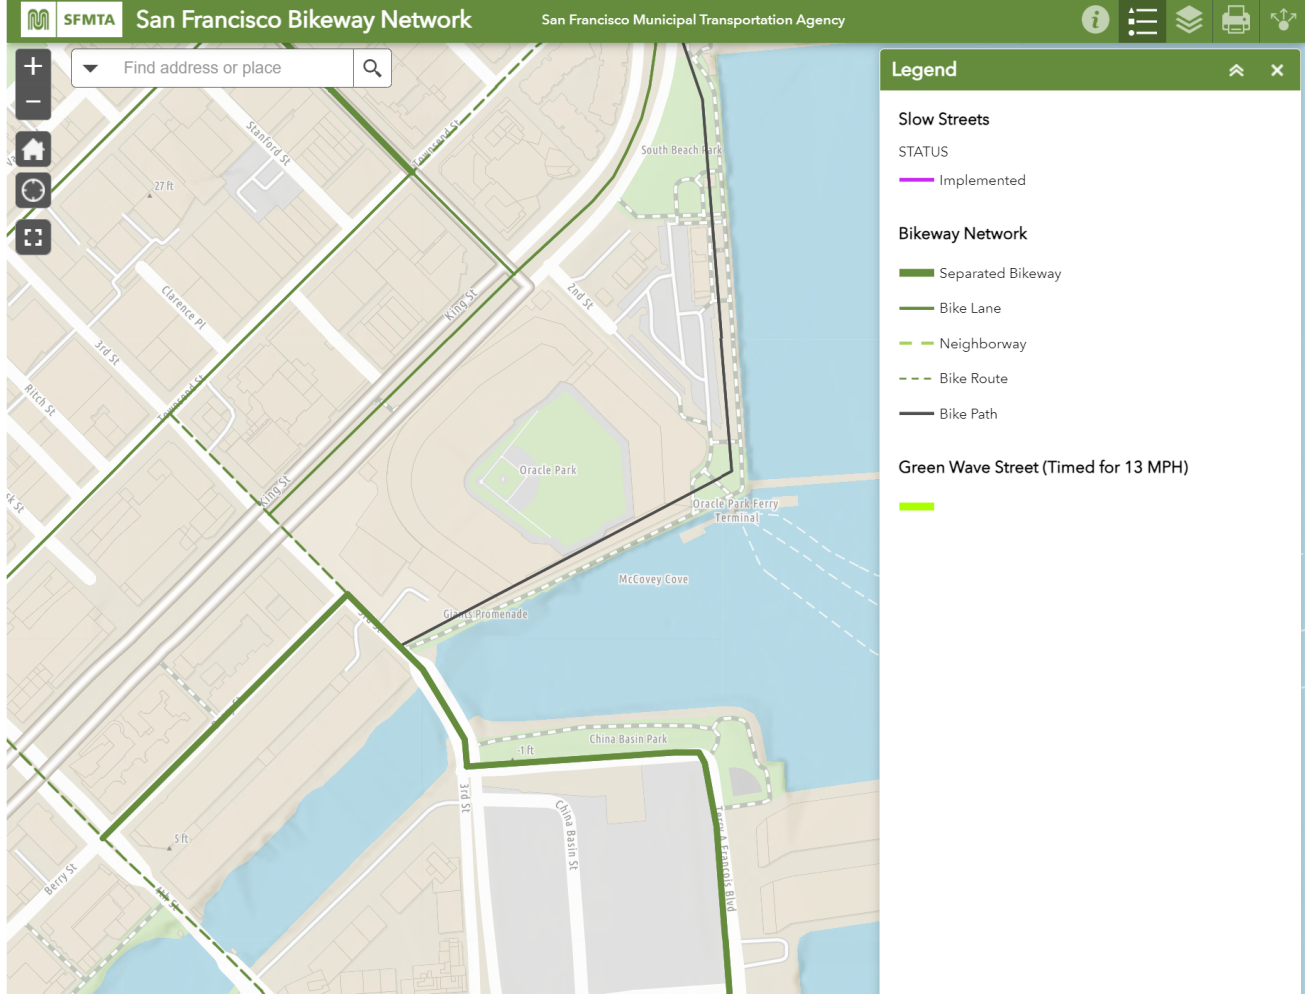 SFMTA
San Francisco Bikeway Network
San Francisco Municipal Transportation Agency
i
Find address or place
Legend
Slow Streets
STATUS
Implemented
Bikeway Network
Separated Bikeway
Bike Lane
Neighborway
Bike Route
Bike Path
Green Wave Street (Timed for 13 MPH)
Stanford St
Townsend St
South Beach Park
27 ft
Clarence Pl
King St
2nd St
3rd St
Ritch St
Townsend St
Oracle Park
King St
Oracle Park Ferry
Terminal
McCovey Cove
Giants Promenade
3rd St
China Basin Park
-1 ft
3rd St
China Basin St
Terry A Francois Blvd
5 ft
Berry St
4th St